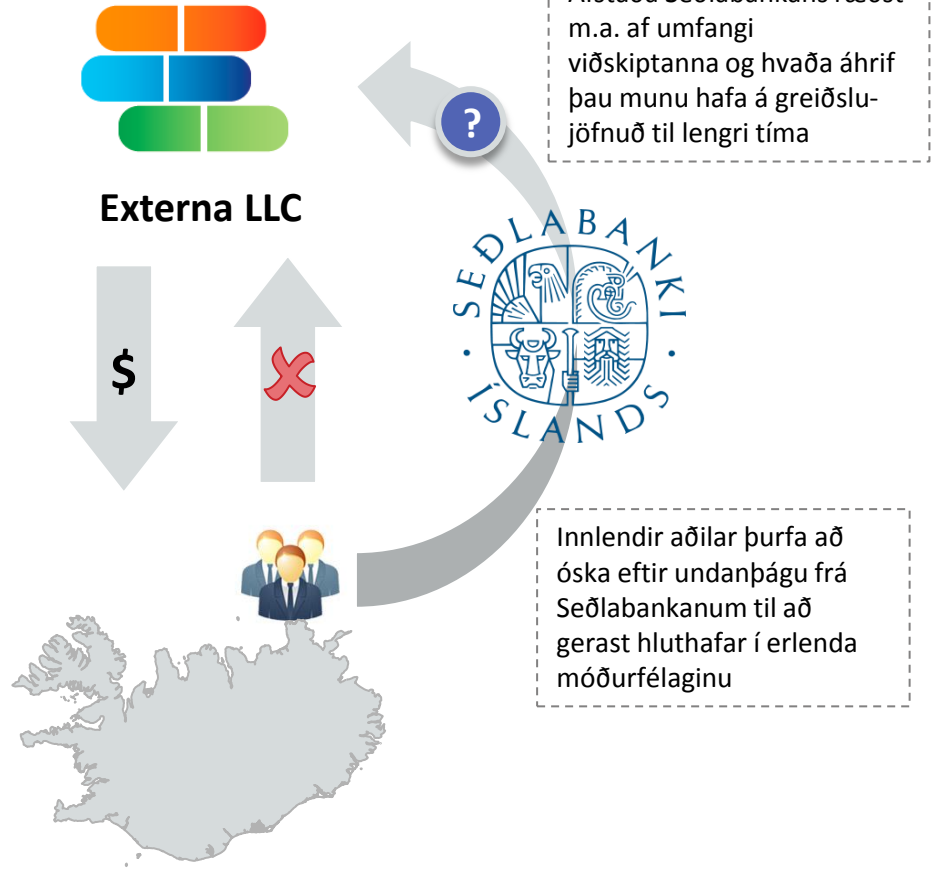 m.a. af umfangi
viðskiptanna og hvaða áhrif
þau munu hafa á greiðslu-
jöfnuð til lengri tíma
?
Externa LLC
SEÐLABANKI
ÍSLANDS
$
Innlendir aðilar þurfa að
óska eftir undanþágu frá
Seðlabankanum til að
gerast hluthafar í erlenda
móðurfélaginu